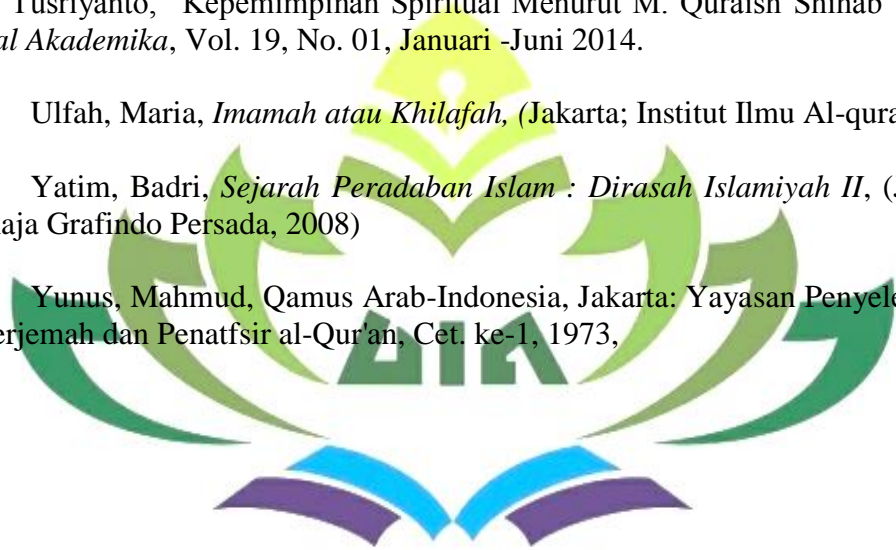 Tusriyanto, "Kepemimpinan Spiritual Menurut M. Quraish Shihab
al Akademika, Vol. 19, No. 01, Januari -Juni 2014.
Ulfah, Maria, Imamah atau Khilafah, (Jakarta; Institut Ilmu Al-qura
Yatim, Badri, Sejarah Peradaban Islam : Dirasah Islamiyah II, (
aja Grafindo Persada, 2008)
Yunus, Mahmud, Qamus Arab-Indonesia, Jakarta: Yayasan Penyele
erjemah dan Penatfsir al-Qur'an, Cet. ke-1, 1973,